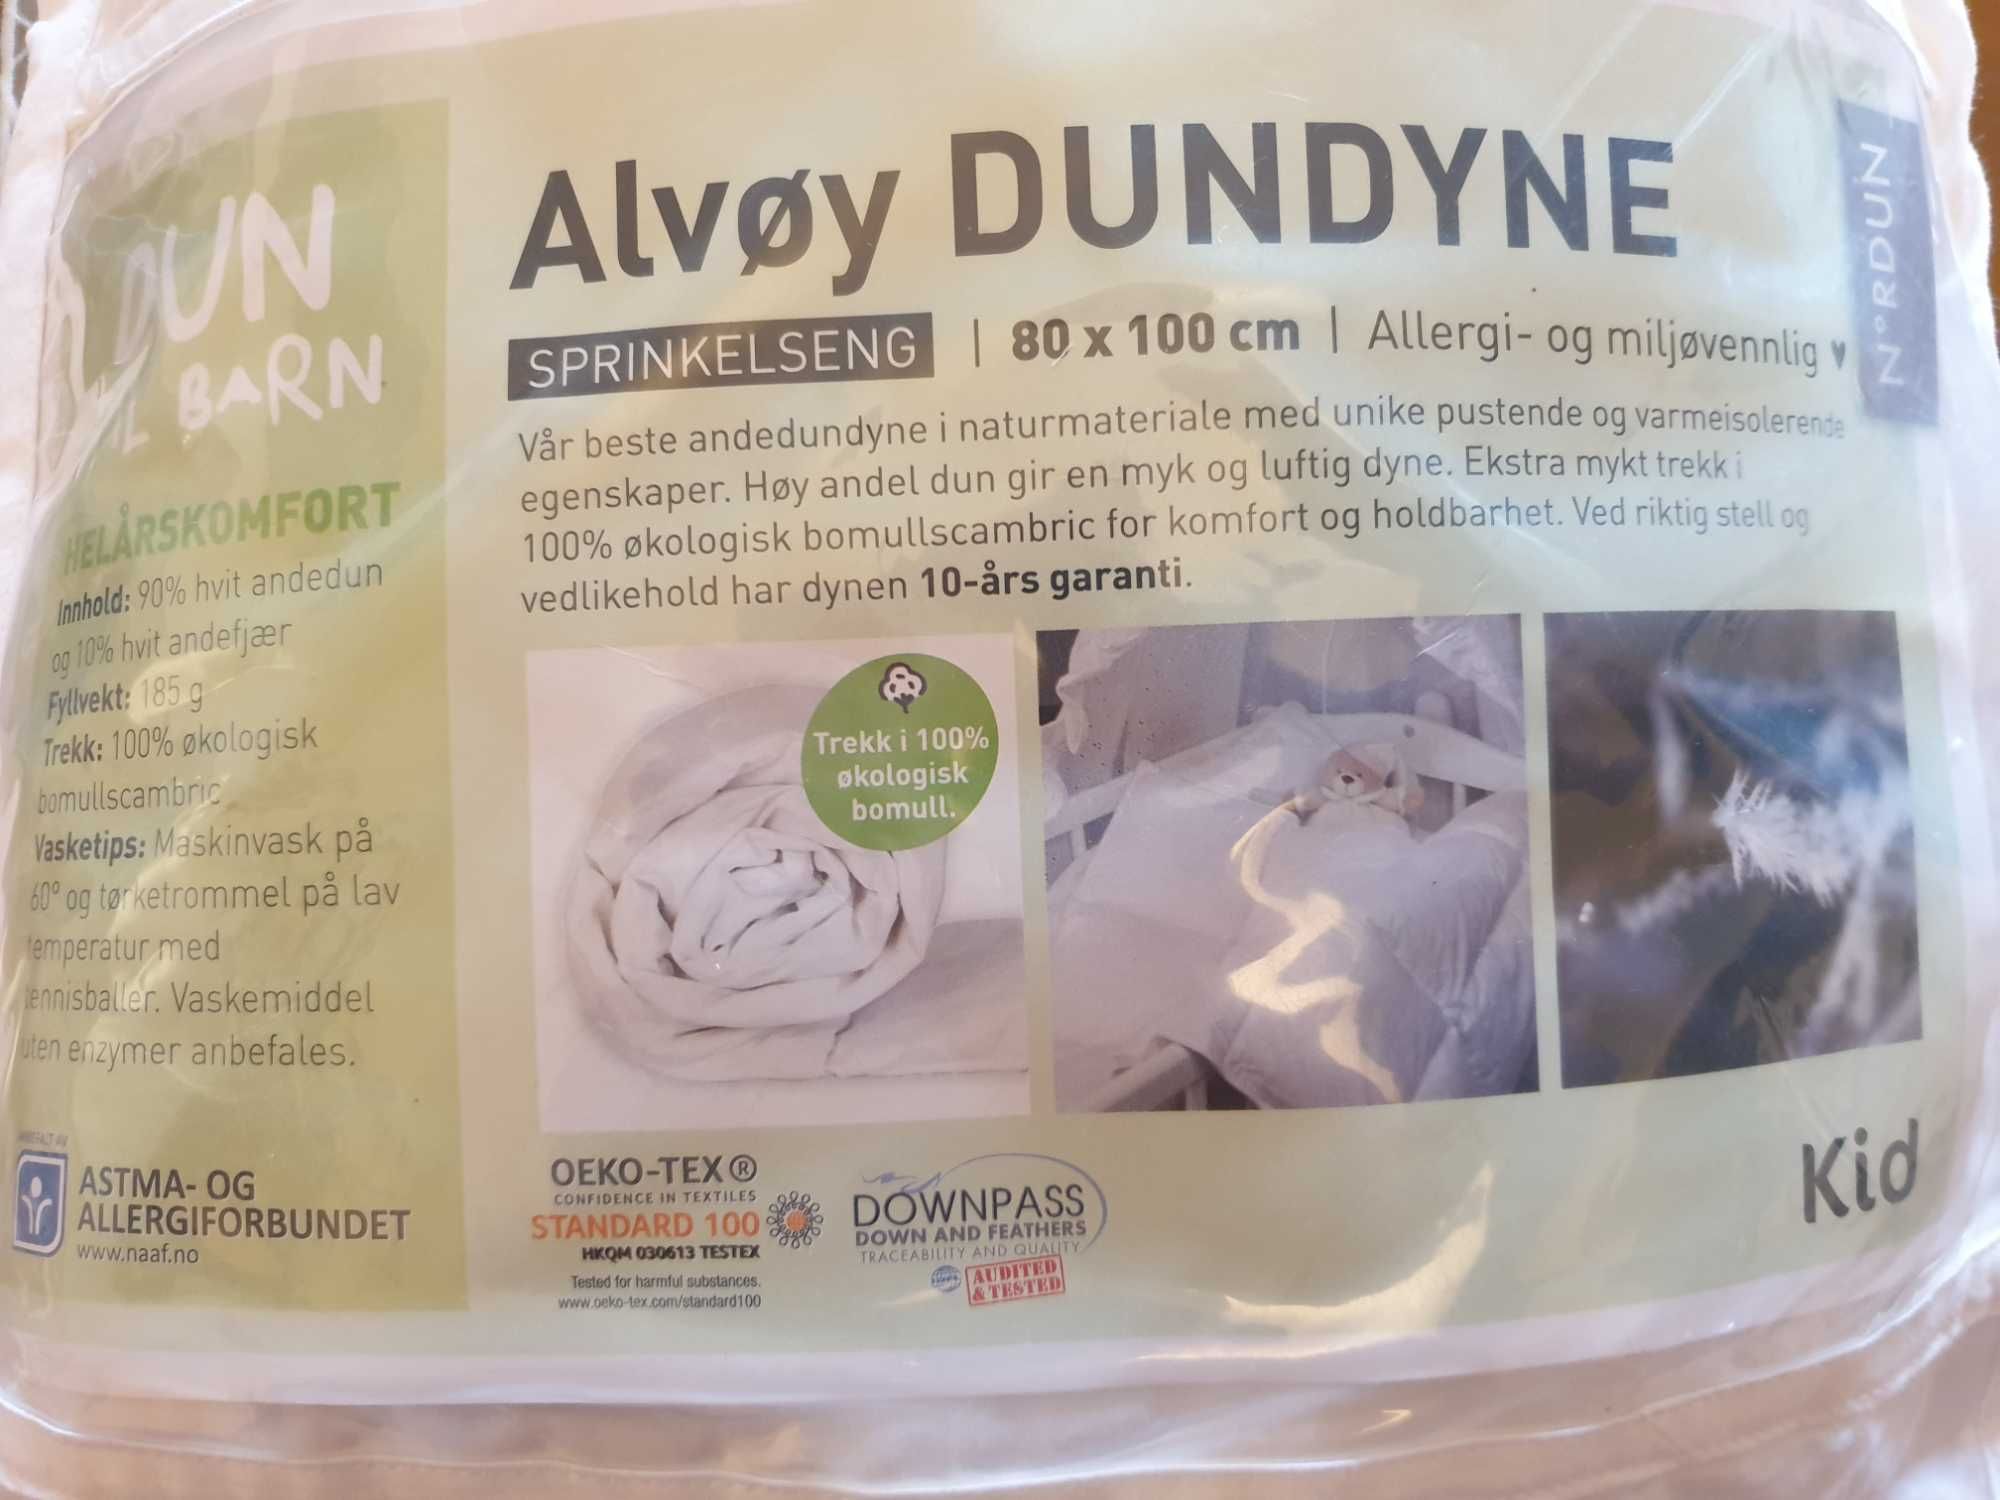 DUN
TIL BARN
HELÅRSKOMFORT
Innhold: 90% hvit andedun
og 10% hvit andefjær
Fyllvekt: 185 g
Trekk: 100% økologisk
bomullscambric
Vasketips: Maskinvask på
60° og tørketrommel på lav
temperatur med
tennisballer. Vaskemiddel
uten enzymer anbefales.
ASTMA- OG
ALLERGIFORBUNDET
www.naaf.no
Alvøy DUNDYNE
SPRINKELSENG | 80 x 100 cm | Allergi- og miljøvennlig ♥
Vår beste andedundyne i naturmateriale med unike pustende og varmeisolerende
egenskaper. Høy andel dun gir en myk og luftig dyne. Ekstra mykt trekk i
100% økologisk bomullscambric for komfort og holdbarhet. Ved riktig stell og
vedlikehold har dynen 10-års garanti.
Trekk i 100%
økologisk
bomull.
OEKO-TEX®
CONFIDENCE IN TEXTILES
STANDARD 100
HKQM 030613 TESTEX
Tested for harmful substances.
www.oeko-tex.com/standard100
DOWNPASS
DOWN AND FEATHERS
TRACEABILITY AND QUALITY
AUDITED
& TESTED
N°RDUN
Kid